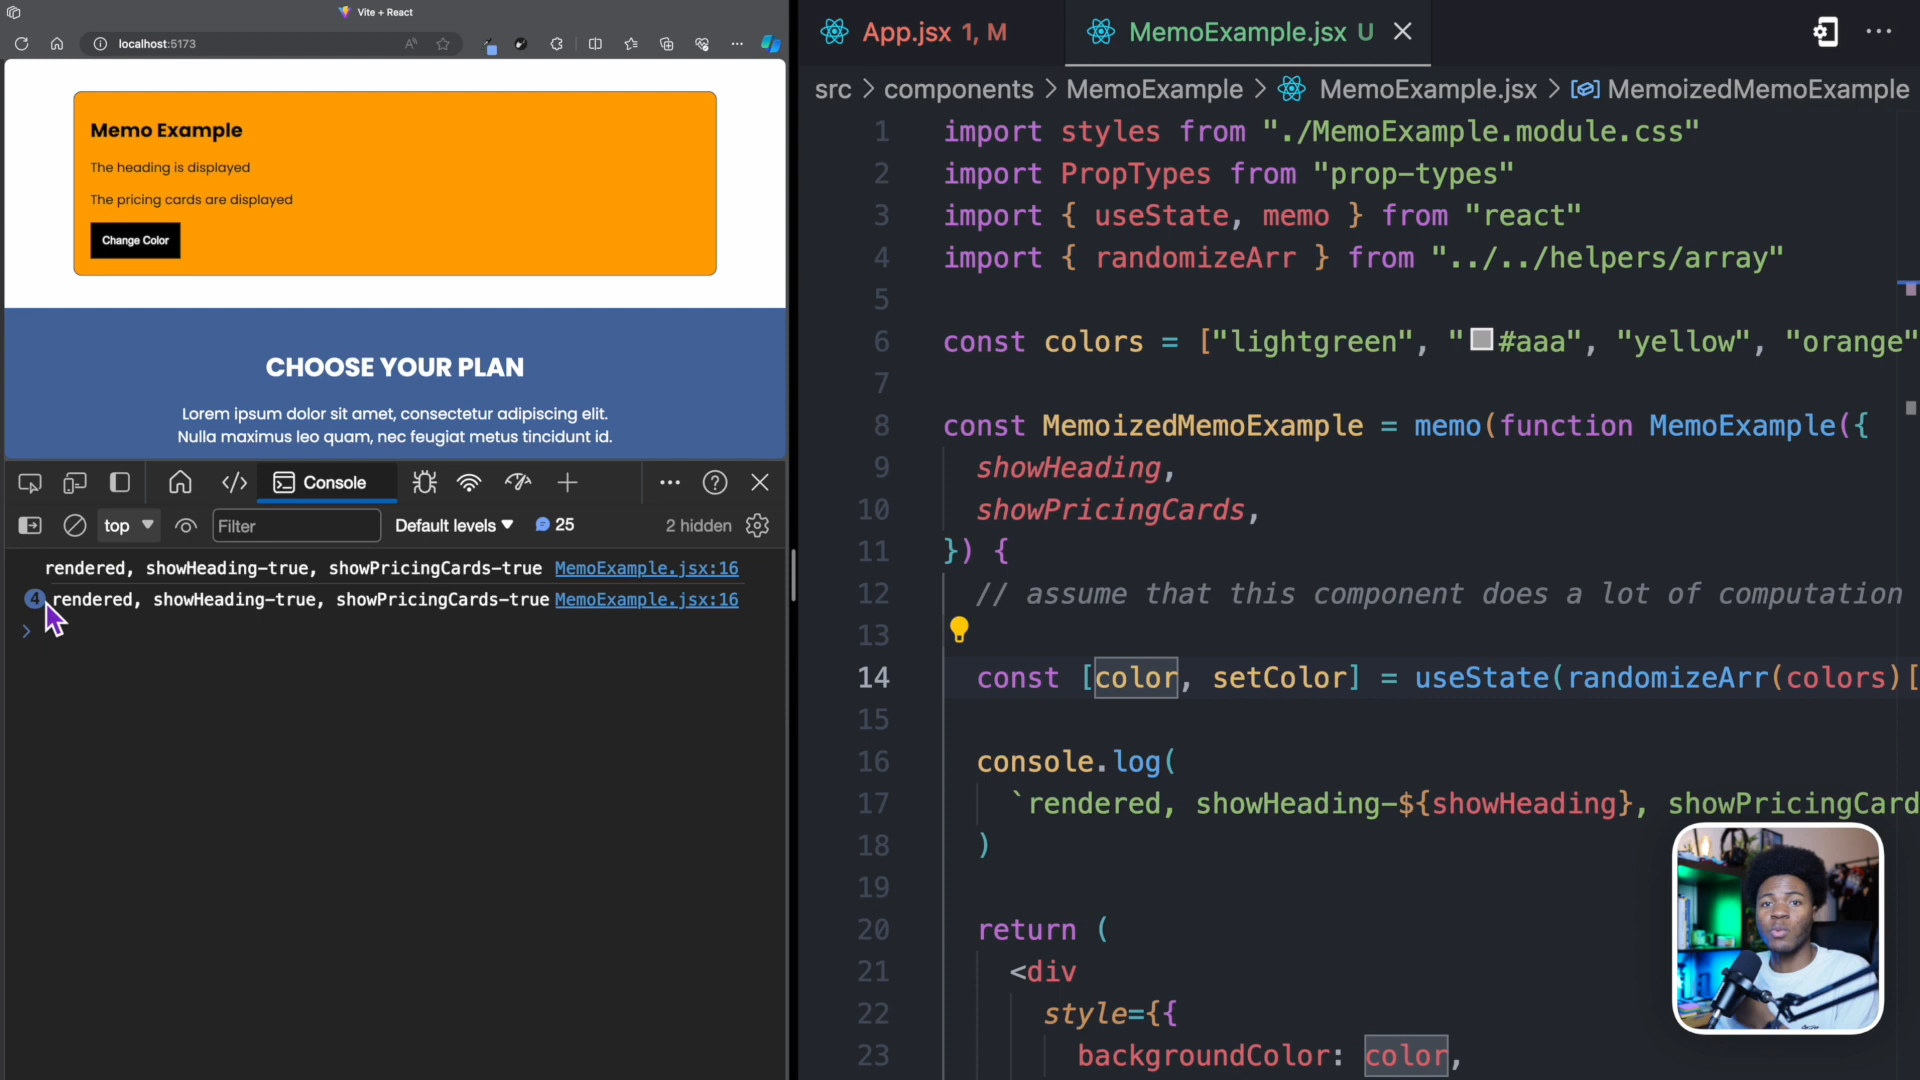 Vite + React
localhost:5173
Memo Example
The heading is displayed
The pricing cards are displayed
Change Color
CHOOSE YOUR PLAN
Lorem ipsum dolor sit amet, consectetur adipiscing elit.
Nulla maximus leo quam, nec feugiat metus tincidunt id.
Console
top
Filter
Default levels
25
2 hidden
rendered, showHeading-true, showPricingCards-true MemoExample.jsx:16
4 rendered, showHeading-true, showPricingCards-true MemoExample.jsx:16
>
App.jsx 1, M
MemoExample.jsx U
src > components > MemoExample > MemoExample.jsx > MemoizedMemoExample
1 import styles from "./MemoExample.module.css"
2 import PropTypes from "prop-types"
3 import { useState, memo } from "react"
4 import { randomizeArr } from "../../helpers/array"
5
6 const colors = ["lightgreen", "#aaa", "yellow", "orange"
7
8 const MemoizedMemoExample = memo(function MemoExample({
9 showHeading,
10 showPricingCards,
11 }) {
12 // assume that this component does a lot of computation
13
14 const [color, setColor] = useState(randomizeArr(colors)[
15
16 console.log(
17 `rendered, showHeading-${showHeading}, showPricingCard
18 )
19
20 return (
21 <div
22 style={{
23 backgroundColor: color,